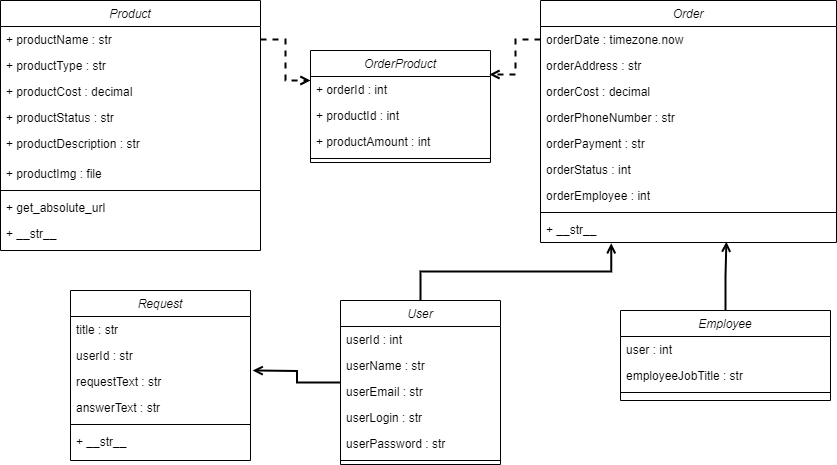 Product
+ productName : str
+ productType : str
+ productCost : decimal
+ productStatus : str
+ productDescription : str
+ productImg : file
+ get_absolute_url
+ __str__
OrderProduct
+ orderId : int
+ productId : int
+ productAmount : int
Order
orderDate : timezone.now
orderAddress : str
orderCost : decimal
orderPhoneNumber : str
orderPayment : str
orderStatus : int
orderEmployee : int
+ __str__
Request
title : str
userId : str
requestText : str
answerText : str
+ __str__
User
userId : int
userName : str
userEmail : str
userLogin : str
userPassword : str
Employee
user : int
employeeJobTitle : str